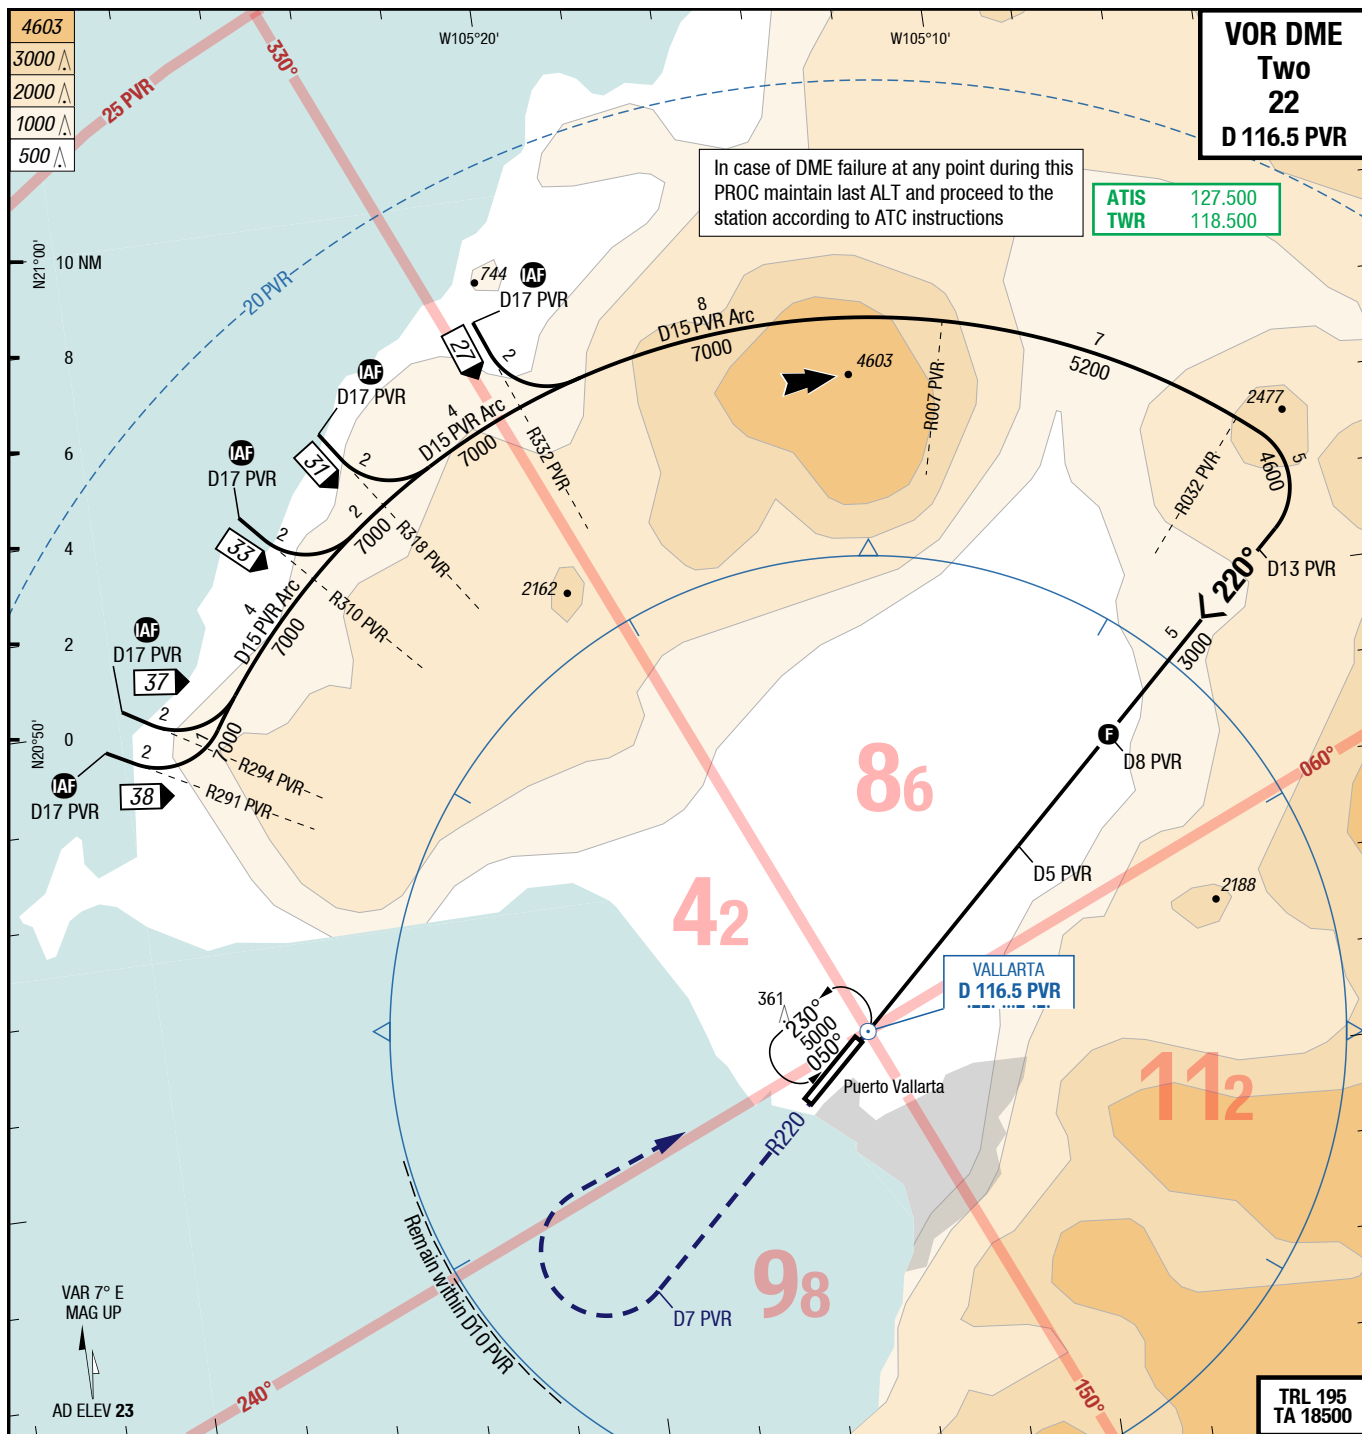 4603
3000
2000
1000
500
W105°20'
W105°10'
VOR DME
Two
22
D 116.5 PVR
25 PVR
330°
In case of DME failure at any point during this
PROC maintain last ALT and proceed to the
station according to ATC instructions
ATIS 127.500
TWR 118.500
N21°00'
10 NM
20 PVR
744
IAF
D17 PVR
8
D15 PVR Arc
7000
27
2
7
5200
4603
R007 PVR
8
IAF
D17 PVR
4
D15 PVR Arc
7000
R332 PVR
2477
5
4600
R032 PVR
6
IAF
D17 PVR
31
2
2
7000
R318 PVR
4
33
2
R310 PVR
2162
220°
D13 PVR
4
D15 PVR Arc
7000
2
IAF
D17 PVR
37
2
5
3000
N20°50'
0
1
7000
2
R294 PVR
R291 PVR
IAF
D17 PVR
38
F
D8 PVR
060°
86
D5 PVR
2188
42
VALLARTA
D 116.5 PVR
361
230°
5000
050°
Puerto Vallarta
112
R220
Remain within D10 PVR
98
D7 PVR
VAR 7° E
MAG UP
240°
150°
AD ELEV 23
TRL 195
TA 18500